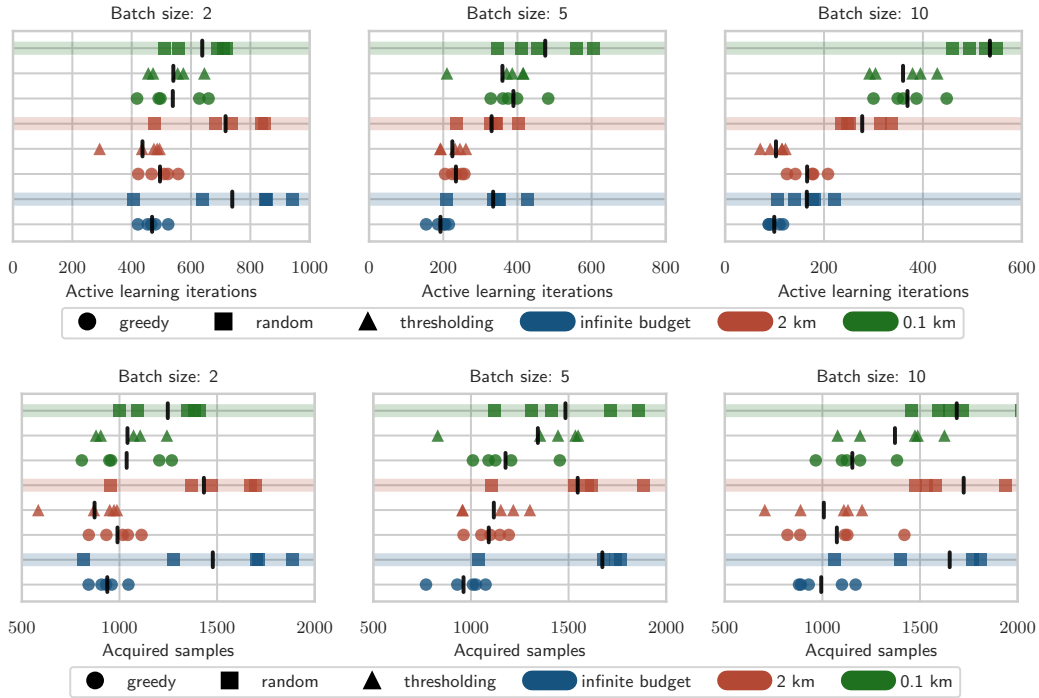 Batch size: 2 Batch size: 5 Batch size: 10
0 200 400 600 800 1000 0 200 400 600 800 0 200 400 600
Active learning iterations Active learning iterations Active learning iterations
greedy random thresholding infinite budget 2 km 0.1 km
Batch size: 2 Batch size: 5 Batch size: 10
500 1000 1500 2000 500 1000 1500 2000 500 1000 1500 2000
Acquired samples Acquired samples Acquired samples
greedy random thresholding infinite budget 2 km 0.1 km